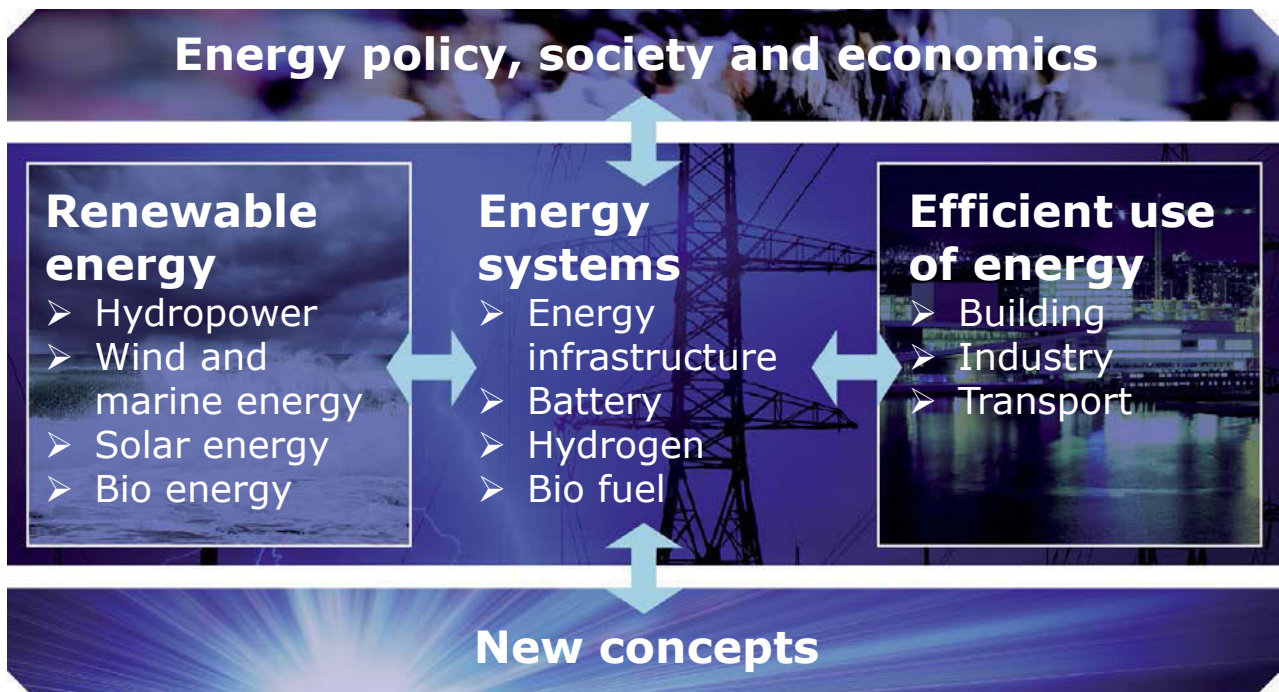 Energy policy, society and economics
Renewable
energy
➢ Hydropower
➢ Wind and
marine energy
➢ Solar energy
➢ Bio energy
Energy
systems
➢ Energy
infrastructure
➢ Battery
➢ Hydrogen
➢ Bio fuel
Efficient use
of energy
➢ Building
➢ Industry
➢ Transport
New concepts